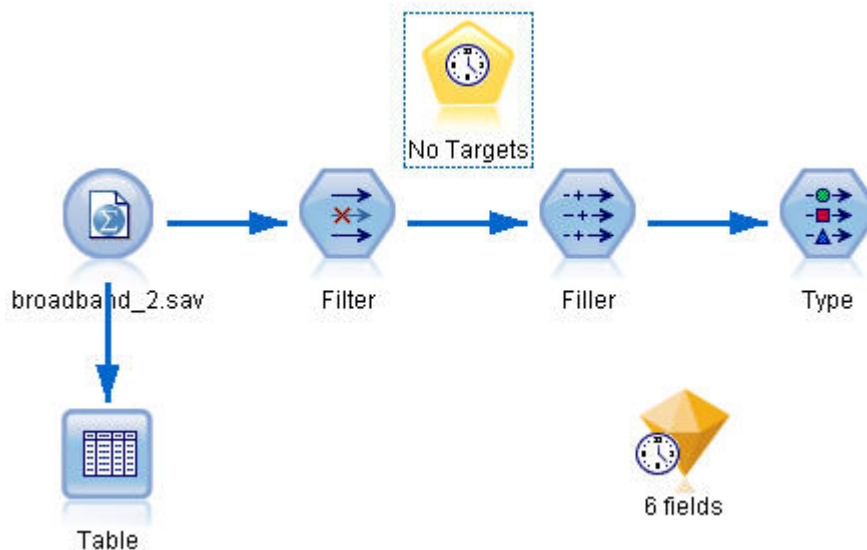 No Targets
broadband_2.sav
Filter
Filler
Type
6 fields
Table